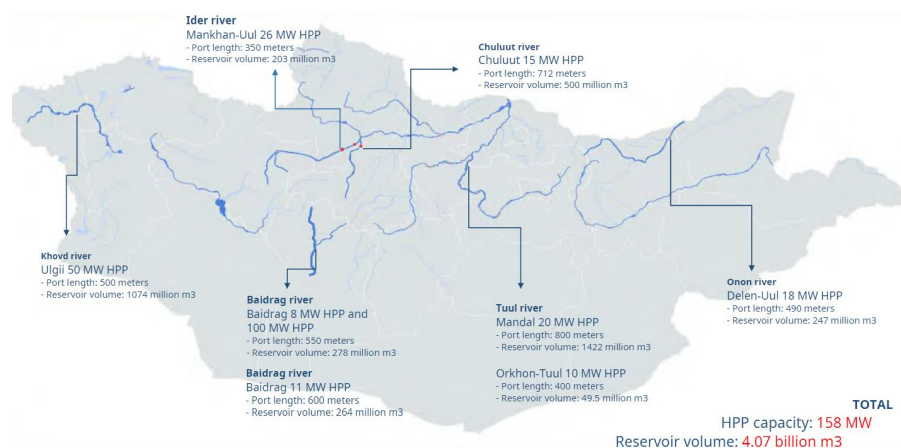 Ider river
Mankhan-Uul 26 MW HPP
- Port length: 350 meters
- Reservoir volume: 203 million m3
Chuluut river
Chuluut 15 MW HPP
- Port length: 712 meters
- Reservoir volume: 500 million m3
Khovd river
Ulgii 50 MW HPP
- Port length: 500 meters
- Reservoir volume: 1074 million m3
Baidrag river
Baidrag 8 MW HPP and
100 MW HPP
- Port length: 550 meters
- Reservoir volume: 278 million m3
Baidrag river
Baidrag 11 MW HPP
- Port length: 600 meters
- Reservoir volume: 264 million m3
Tuul river
Mandal 20 MW HPP
- Port length: 800 meters
- Reservoir volume: 1422 million m3
Orkhon-Tuul 10 MW HPP
- Port length: 400 meters
- Reservoir volume: 49.5 million m3
Onon river
Delen-Uul 18 MW HPP
- Port length: 490 meters
- Reservoir volume: 247 million m3
TOTAL
HPP capacity: 158 MW
Reservoir volume: 4.07 billion m3